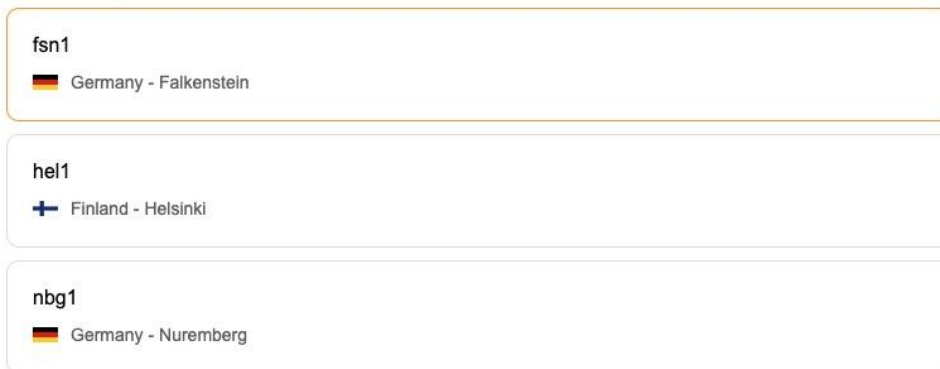 fsn1
Germany - Falkenstein
hel1
Finland - Helsinki
nbg1
Germany - Nuremberg